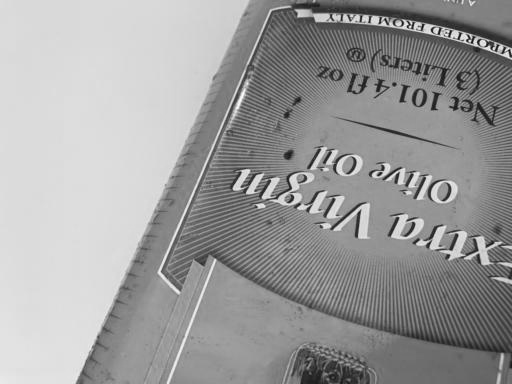 Extra Virgin
Olive Oil
Net 101.4 fl oz
(3 Liters) Ⓤ
IMPORTED FROM ITALY